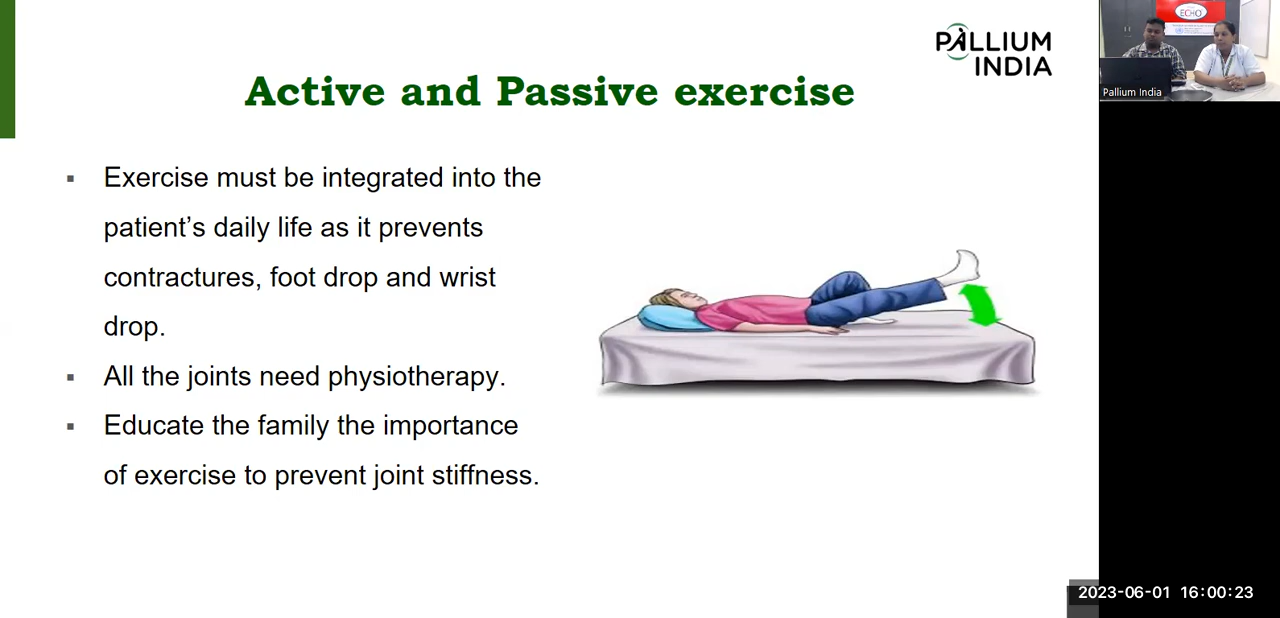 PALLIUM
INDIA
Active and Passive exercise
▪ Exercise must be integrated into the
patient’s daily life as it prevents
contractures, foot drop and wrist
drop.
▪ All the joints need physiotherapy.
▪ Educate the family the importance
of exercise to prevent joint stiffness.
ECHO
Pallium India
2023-06-01 16:00:23